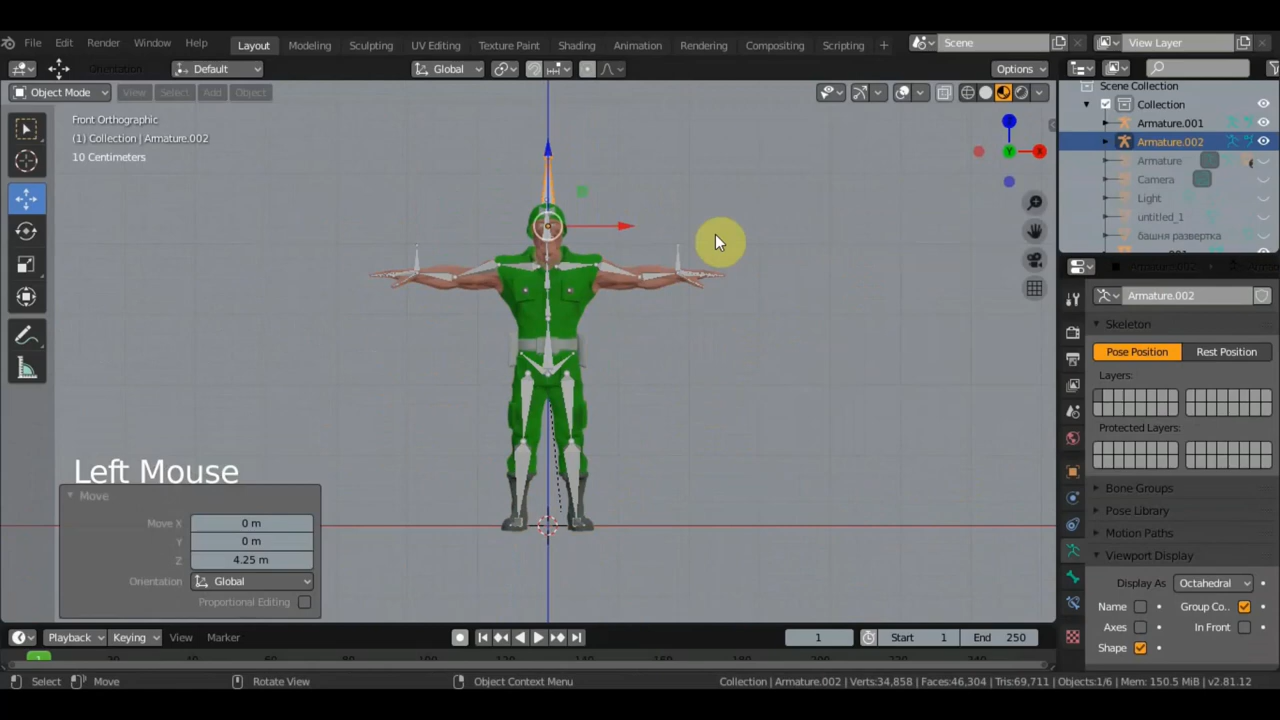 File Edit Render Window Help Layout Modeling Sculpting UV Editing Texture Paint Shading Animation Rendering Compositing Scripting + Scene View Layer
Orientation Default Global Options
Object Mode View Select Add Object
Scene Collection
Collection
Armature.001
Armature.002
Armature
Camera
Light
untitled_1
башня развертка
Front Orthographic
(1) Collection | Armature.002
10 Centimeters
Z
Y
X
Armature.002
Skeleton
Pose Position Rest Position
Layers:
Protected Layers:
Bone Groups
Pose Library
Motion Paths
Viewport Display
Display As Octahedral
Name Group Co..
Axes In Front
Shape
Left Mouse
Move
Move X 0 m
Y 0 m
Z 4.25 m
Orientation Global
Proportional Editing
Playback Keying View Marker 1 Start 1 End 250
1
Select Move Rotate View Object Context Menu Collection | Armature.002 | Verts:34,858 | Faces:46,304 | Tris:69,711 | Objects:1/6 | Mem: 150.5 MiB | v2.81.12